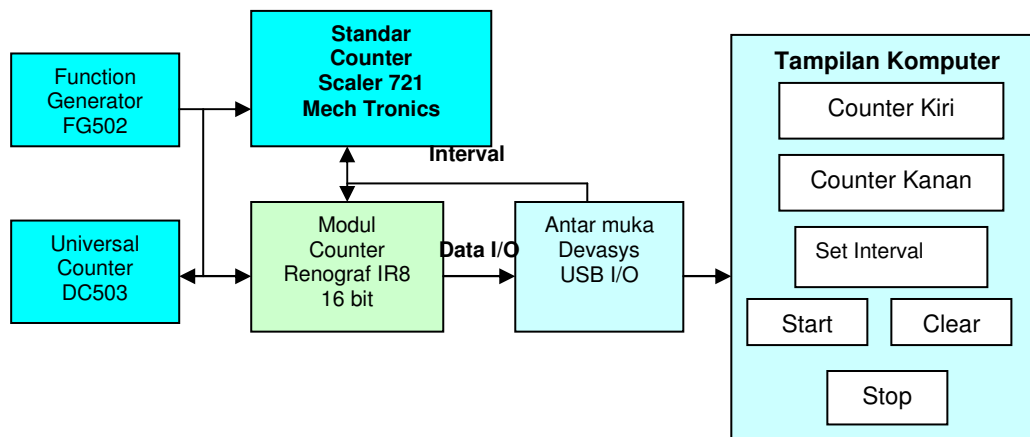 Function
Generator
FG502
Standar
Counter
Scaler 721
Mech Tronics
Interval
Universal
Counter
DC503
Modul
Counter
Renograf IR8
16 bit
Data I/O
Antar muka
Devasys
USB I/O
Tampilan Komputer
Counter Kiri
Counter Kanan
Set Interval
Start
Clear
Stop